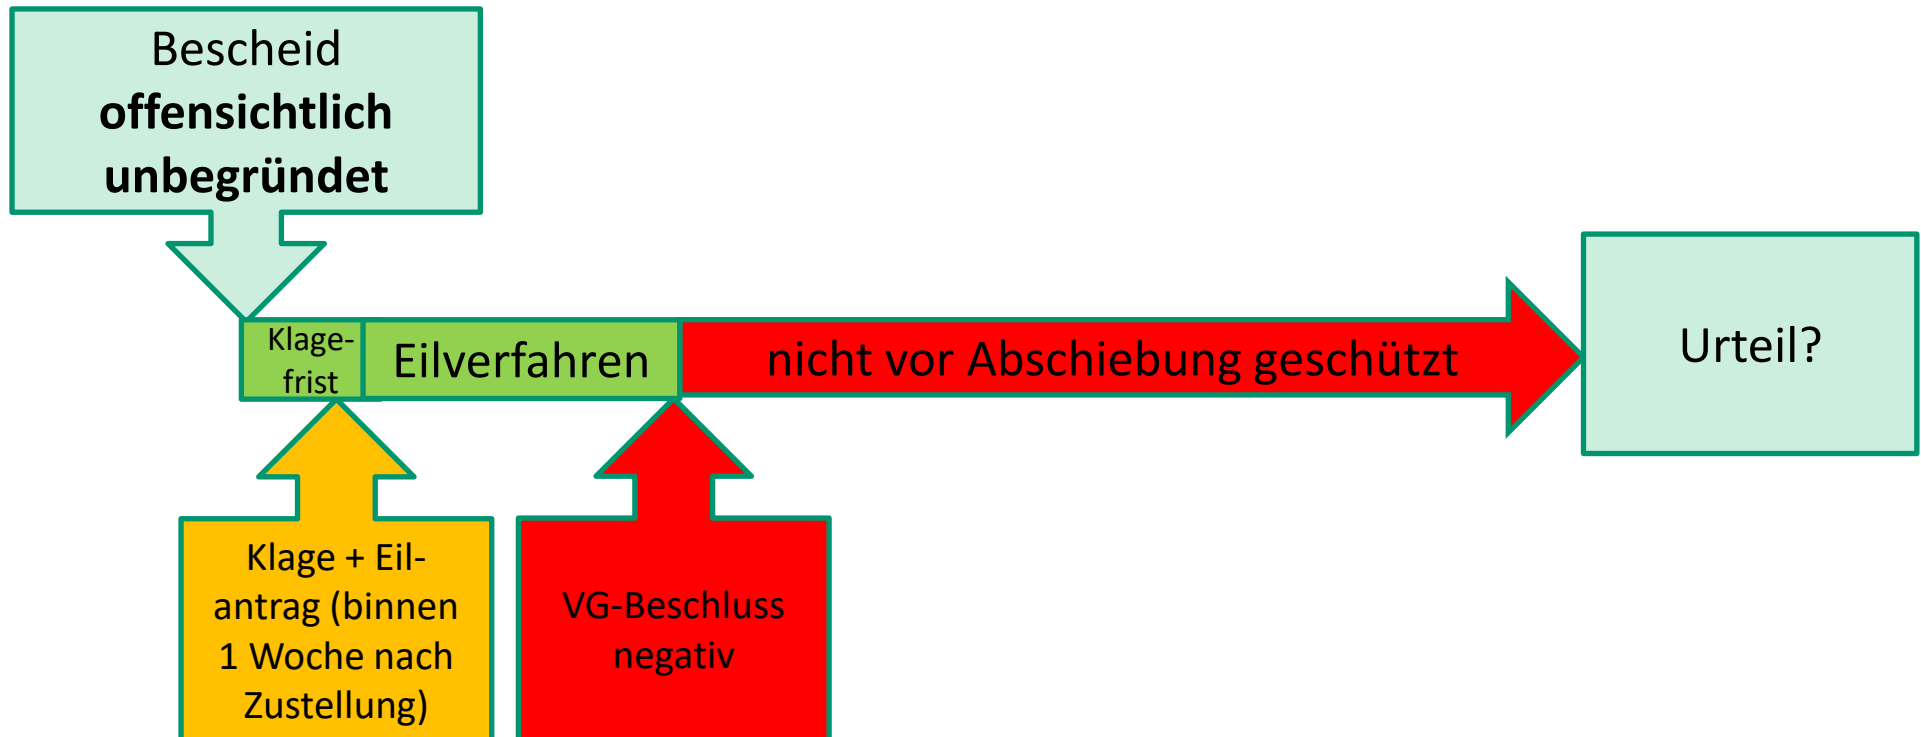 Bescheid
offensichtlich
unbegründet
Klage-
frist
Eilverfahren
nicht vor Abschiebung geschützt
Urteil?
Klage + Eil-
antrag (binnen
1 Woche nach
Zustellung)
VG-Beschluss
negativ